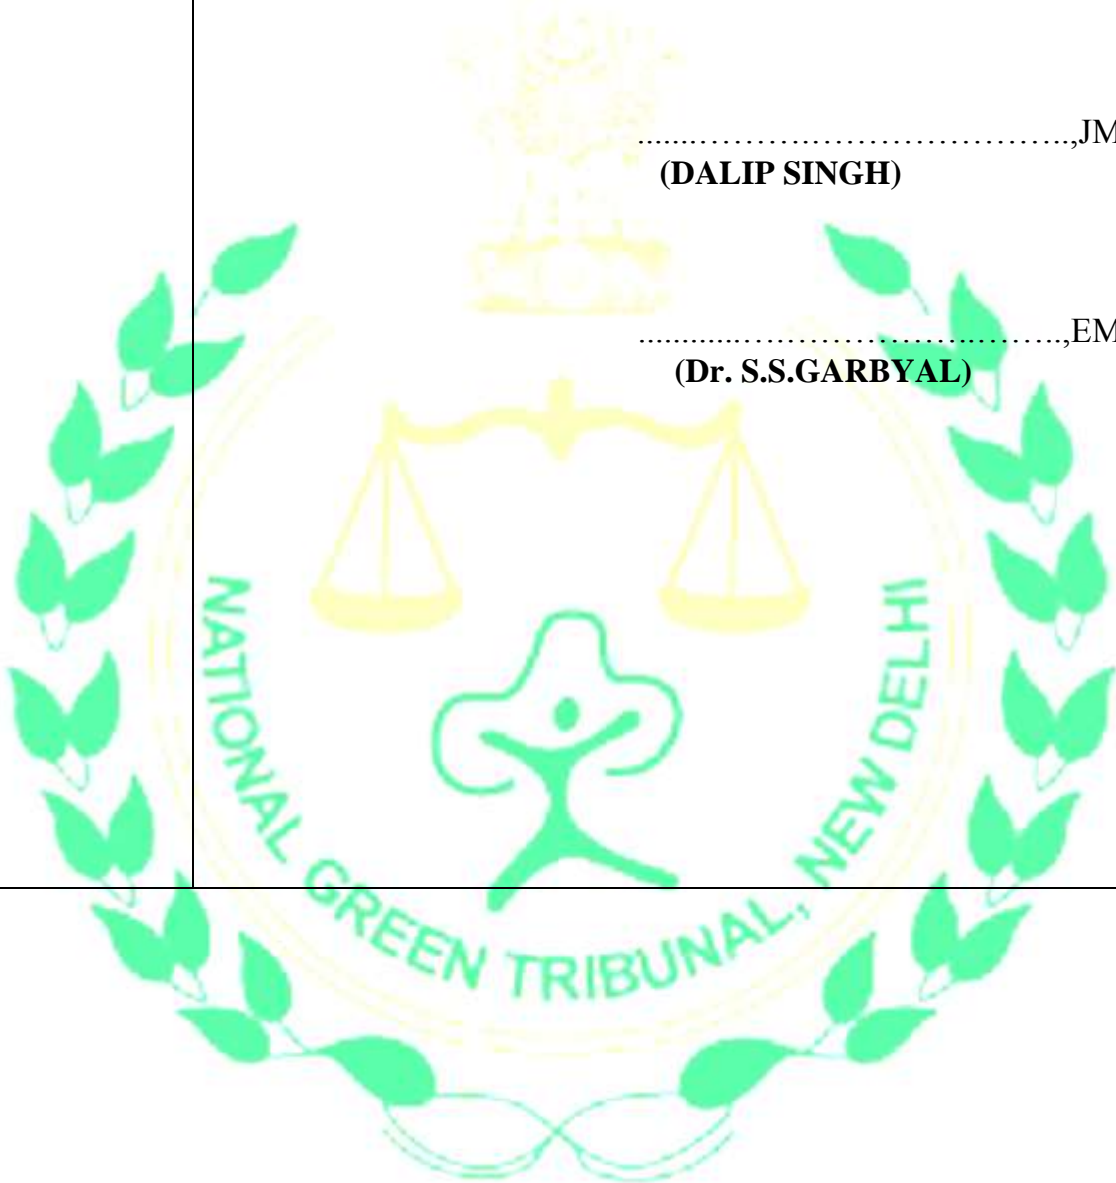 .......……….……………………..,JM
(DALIP SINGH)
............…………………..……..,EM
(Dr. S.S.GARBYAL)
NATIONAL GREEN TRIBUNAL, NEW DELHI